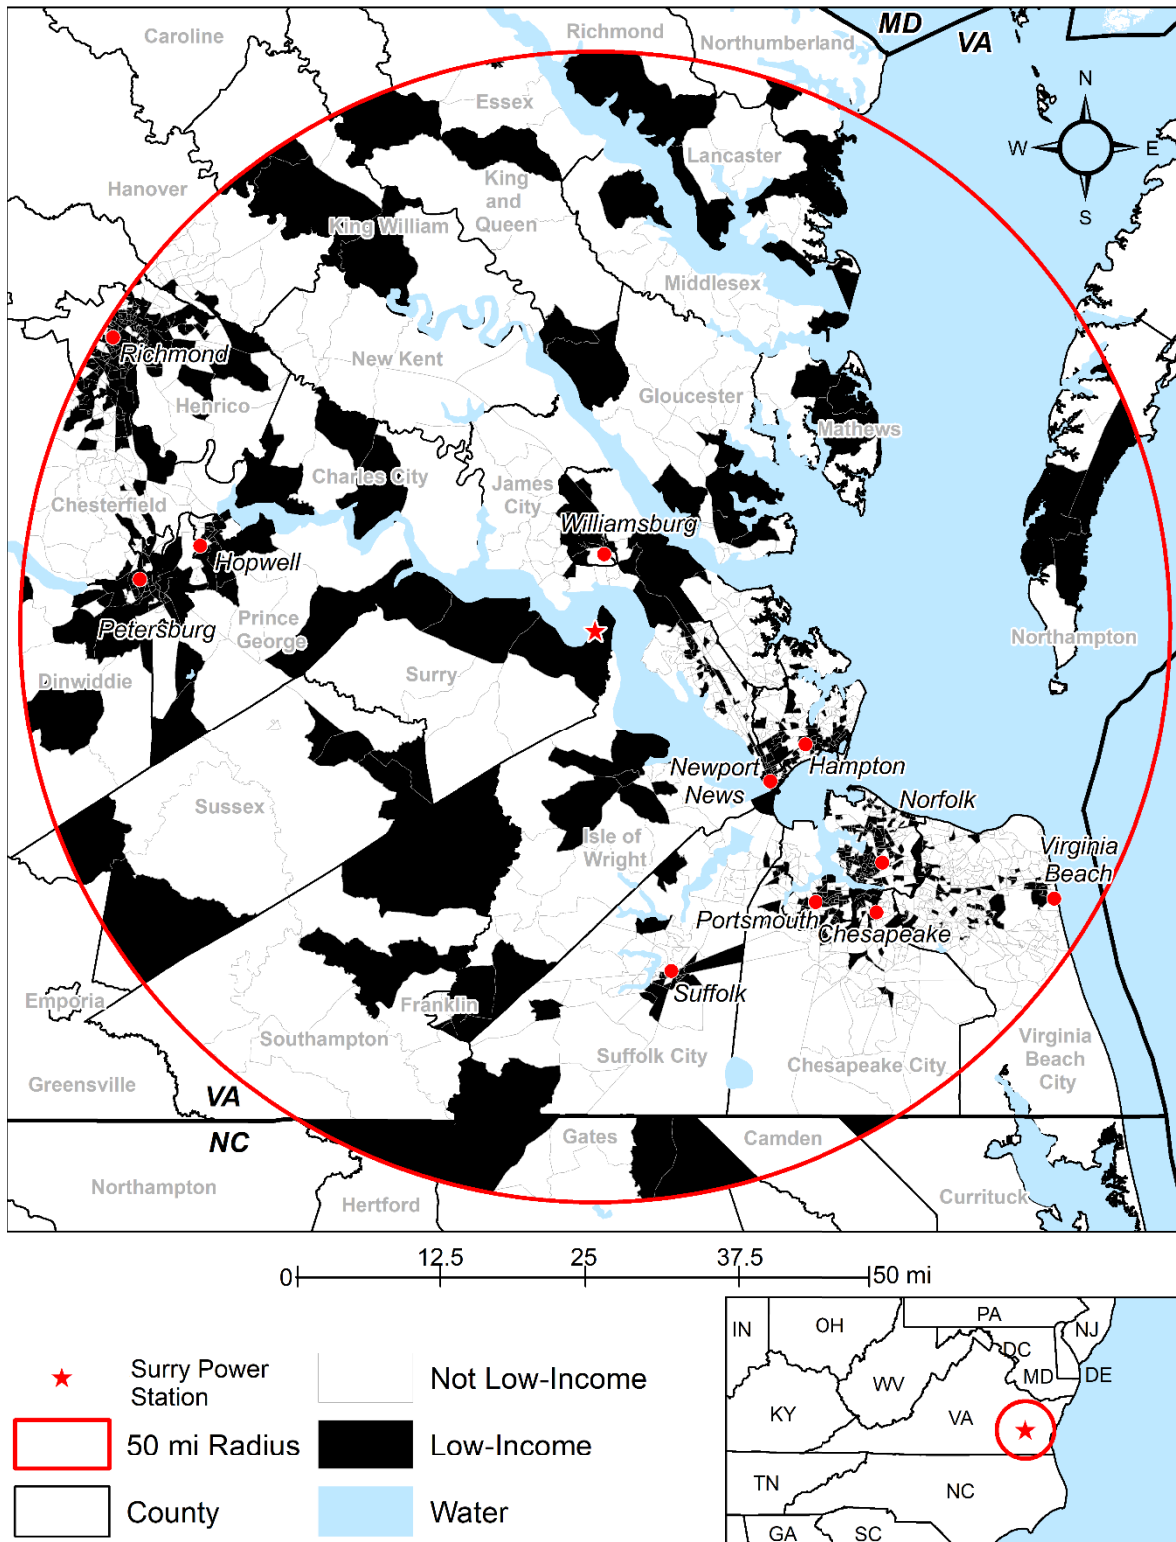 Caroline
Richmond
Northumberland
MD
VA
Essex
N
W
E
S
Lancaster
Hanover
King
and
Queen
King William
Middlesex
Richmond
New Kent
Henrico
Gloucester
Mathews
Charles City
James
City
Chesterfield
Williamsburg
Hopwell
Petersburg
Prince
George
Northampton
Dinwiddie
Surry
Newport
News
Hampton
Sussex
Norfolk
Isle of
Wright
Virginia
Beach
Portsmouth
Chesapeake
Emporia
Franklin
Suffolk
Southampton
Suffolk City
Chesapeake City
Virginia
Beach
City
Greensville
VA
NC
Gates
Camden
Northampton
Hertford
Currituck
0
12.5
25
37.5
50 mi
Surry Power
Station
Not Low-Income
50 mi Radius
Low-Income
County
Water
IN
OH
PA
NJ
DC
MD
DE
WV
KY
VA
TN
NC
GA
SC